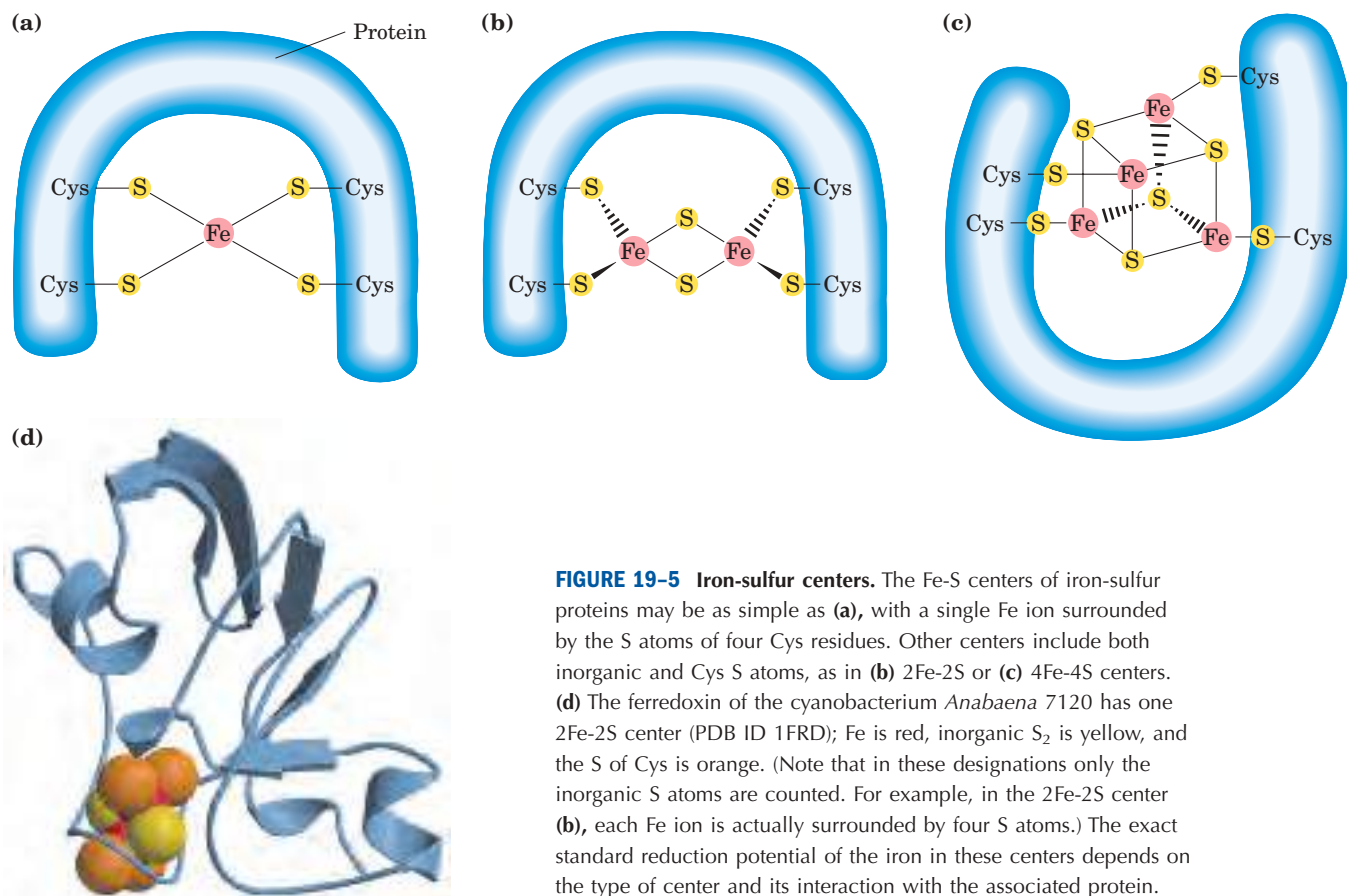 (a)
Protein
Cys S S Cys
Fe
Cys S S Cys
(b)
Cys S S Cys
S
Fe Fe
Cys S S S Cys
(c)
S Cys
Fe
S
S
Cys S Fe
S
Cys S Fe Fe S Cys
S
(d)
FIGURE 19–5 Iron-sulfur centers. The Fe-S centers of iron-sulfur
proteins may be as simple as (a), with a single Fe ion surrounded
by the S atoms of four Cys residues. Other centers include both
inorganic and Cys S atoms, as in (b) 2Fe-2S or (c) 4Fe-4S centers.
(d) The ferredoxin of the cyanobacterium Anabaena 7120 has one
2Fe-2S center (PDB ID 1FRD); Fe is red, inorganic S₂ is yellow, and
the S of Cys is orange. (Note that in these designations only the
inorganic S atoms are counted. For example, in the 2Fe-2S center
(b), each Fe ion is actually surrounded by four S atoms.) The exact
standard reduction potential of the iron in these centers depends on
the type of center and its interaction with the associated protein.